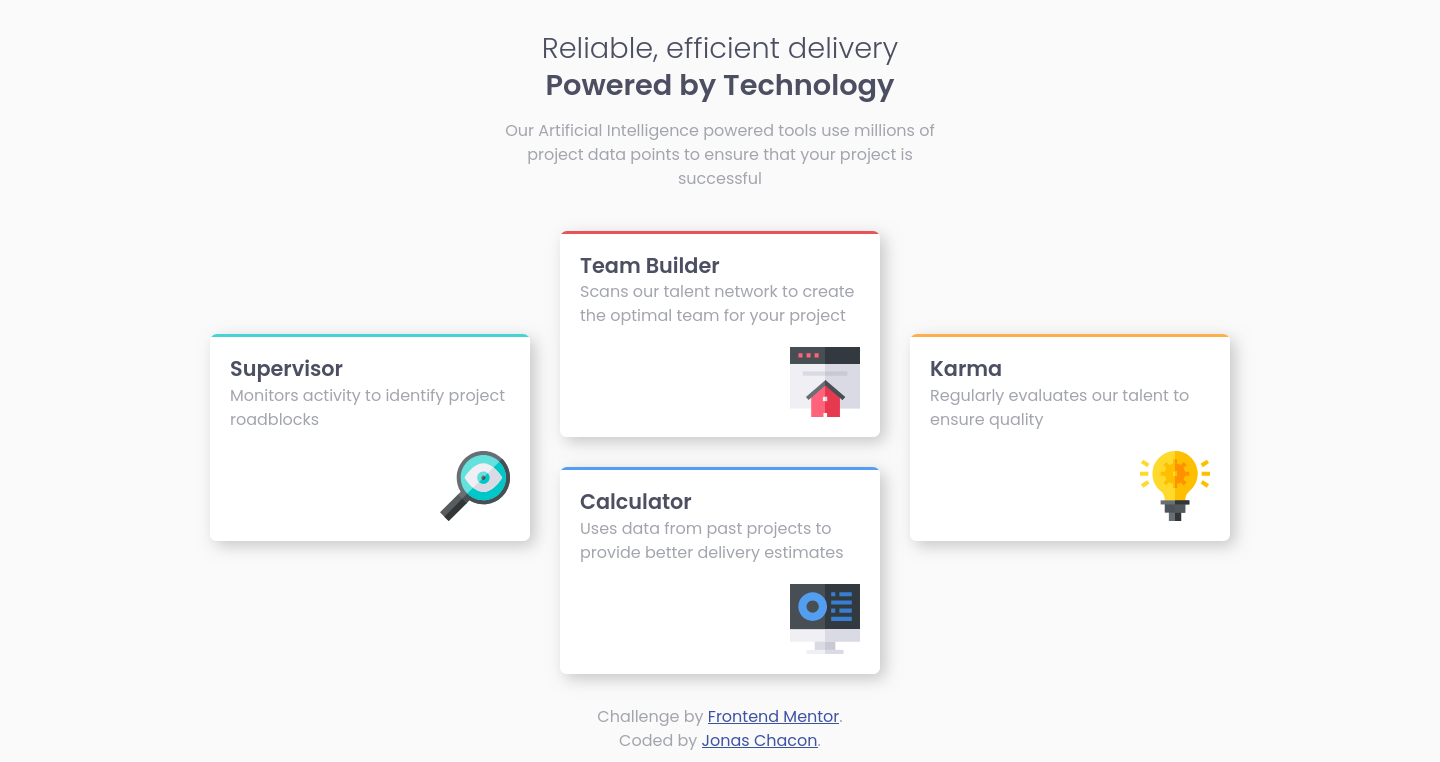 Reliable, efficient delivery
Powered by Technology
Our Artificial Intelligence powered tools use millions of
project data points to ensure that your project is
successful
Supervisor
Monitors activity to identify project
roadblocks
Team Builder
Scans our talent network to create
the optimal team for your project
Calculator
Uses data from past projects to
provide better delivery estimates
Karma
Regularly evaluates our talent to
ensure quality
Challenge by Frontend Mentor.
Coded by Jonas Chacon.